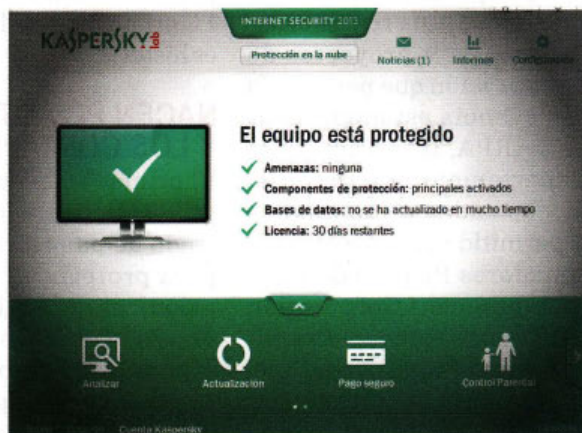 INTERNET SECURITY 2013
KASPERSKY lab
Protección en la nube
Noticias (1)
Informes
Configuración
El equipo está protegido
Amenazas: ninguna
Componentes de protección: principales activados
Bases de datos: no se ha actualizado en mucho tiempo
Licencia: 30 días restantes
Analizar
Actualización
Pago seguro
Control Parental
Cuenta Kaspersky